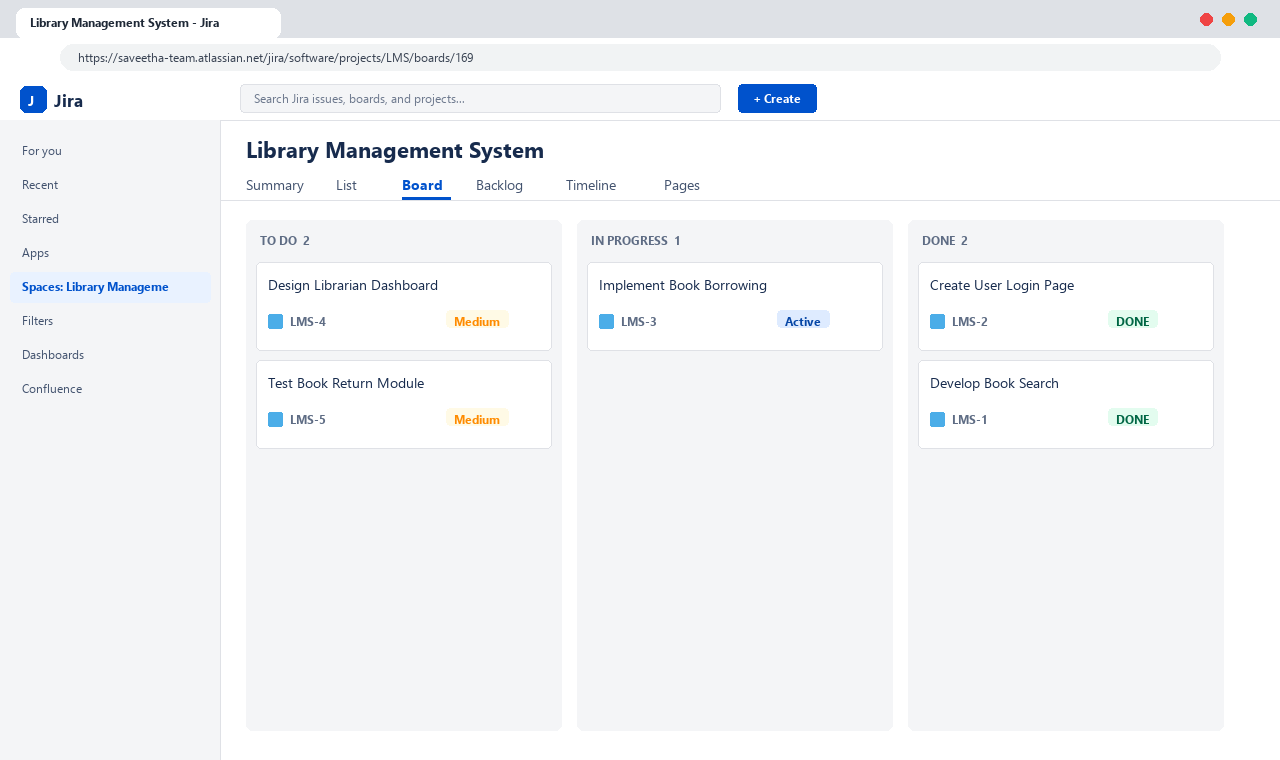 Library Management System - Jira
https://saveetha-team.atlassian.net/jira/software/projects/LMS/boards/169
J Jira
Search Jira issues, boards, and projects...
+ Create
For you
Recent
Starred
Apps
Spaces: Library Manageme
Filters
Dashboards
Confluence
Library Management System
Summary List Board Backlog Timeline Pages
TO DO 2
Design Librarian Dashboard
LMS-4 Medium
Test Book Return Module
LMS-5 Medium
IN PROGRESS 1
Implement Book Borrowing
LMS-3 Active
DONE 2
Create User Login Page
LMS-2 DONE
Develop Book Search
LMS-1 DONE